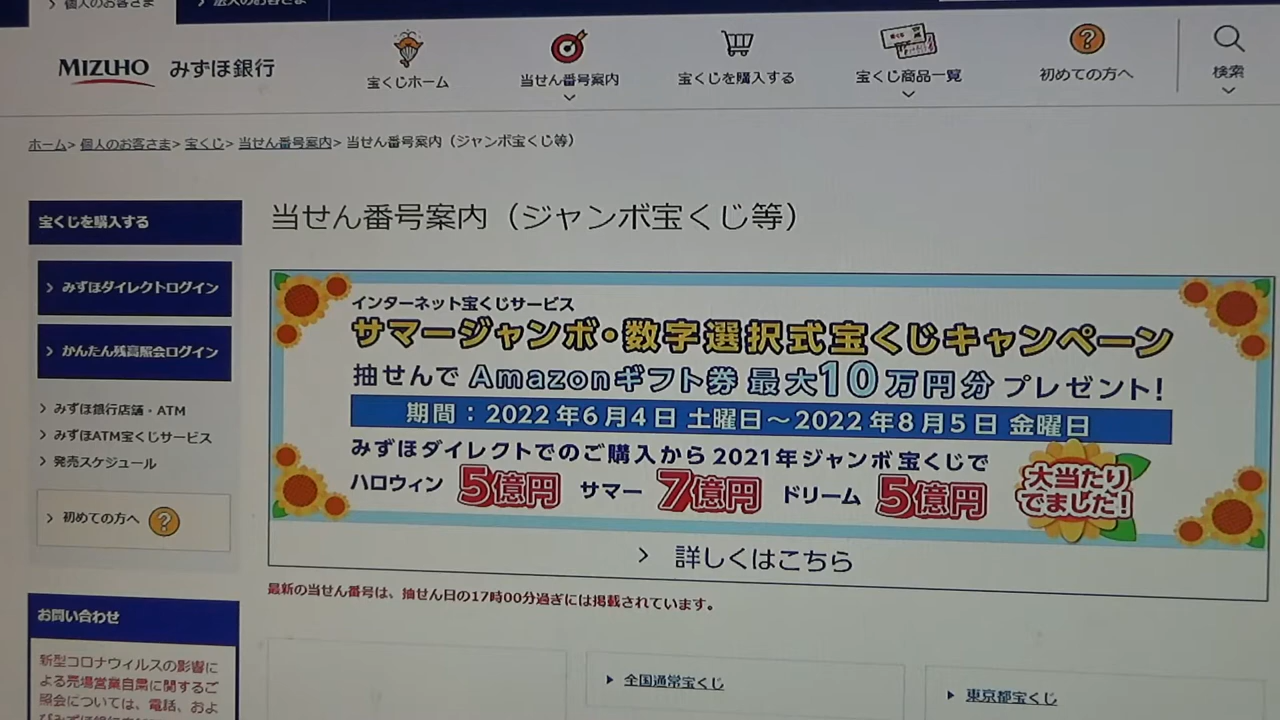 個人のお客さま
法人のお客さま
MIZUHO みずほ銀行
宝くじホーム
当せん番号案内
宝くじを購入する
宝くじ商品一覧
初めての方へ
検索
ホーム> 個人のお客さま> 宝くじ> 当せん番号案内> 当せん番号案内（ジャンボ宝くじ等）
宝くじを購入する
みずほダイレクトログイン
かんたん残高照会ログイン
みずほ銀行店舗・ATM
みずほATM宝くじサービス
発売スケジュール
初めての方へ ?
お問い合わせ
新型コロナウィルスの影響に
よる売場営業自粛に関するご
照会については、電話、およ
びみずほ銀行
当せん番号案内（ジャンボ宝くじ等）
インターネット宝くじサービス
サマージャンボ・数字選択式宝くじキャンペーン
抽せんで Amazonギフト券 最大10万円分 プレゼント!
期間：2022年6月4日 土曜日～2022年8月5日 金曜日
みずほダイレクトでのご購入から2021年ジャンボ宝くじで
ハロウィン 5億円 サマー 7億円 ドリーム 5億円
大当たり
でました!
詳しくはこちら
最新の当せん番号は、抽せん日の17時00分過ぎには掲載されています。
全国通常宝くじ
東京都宝くじ